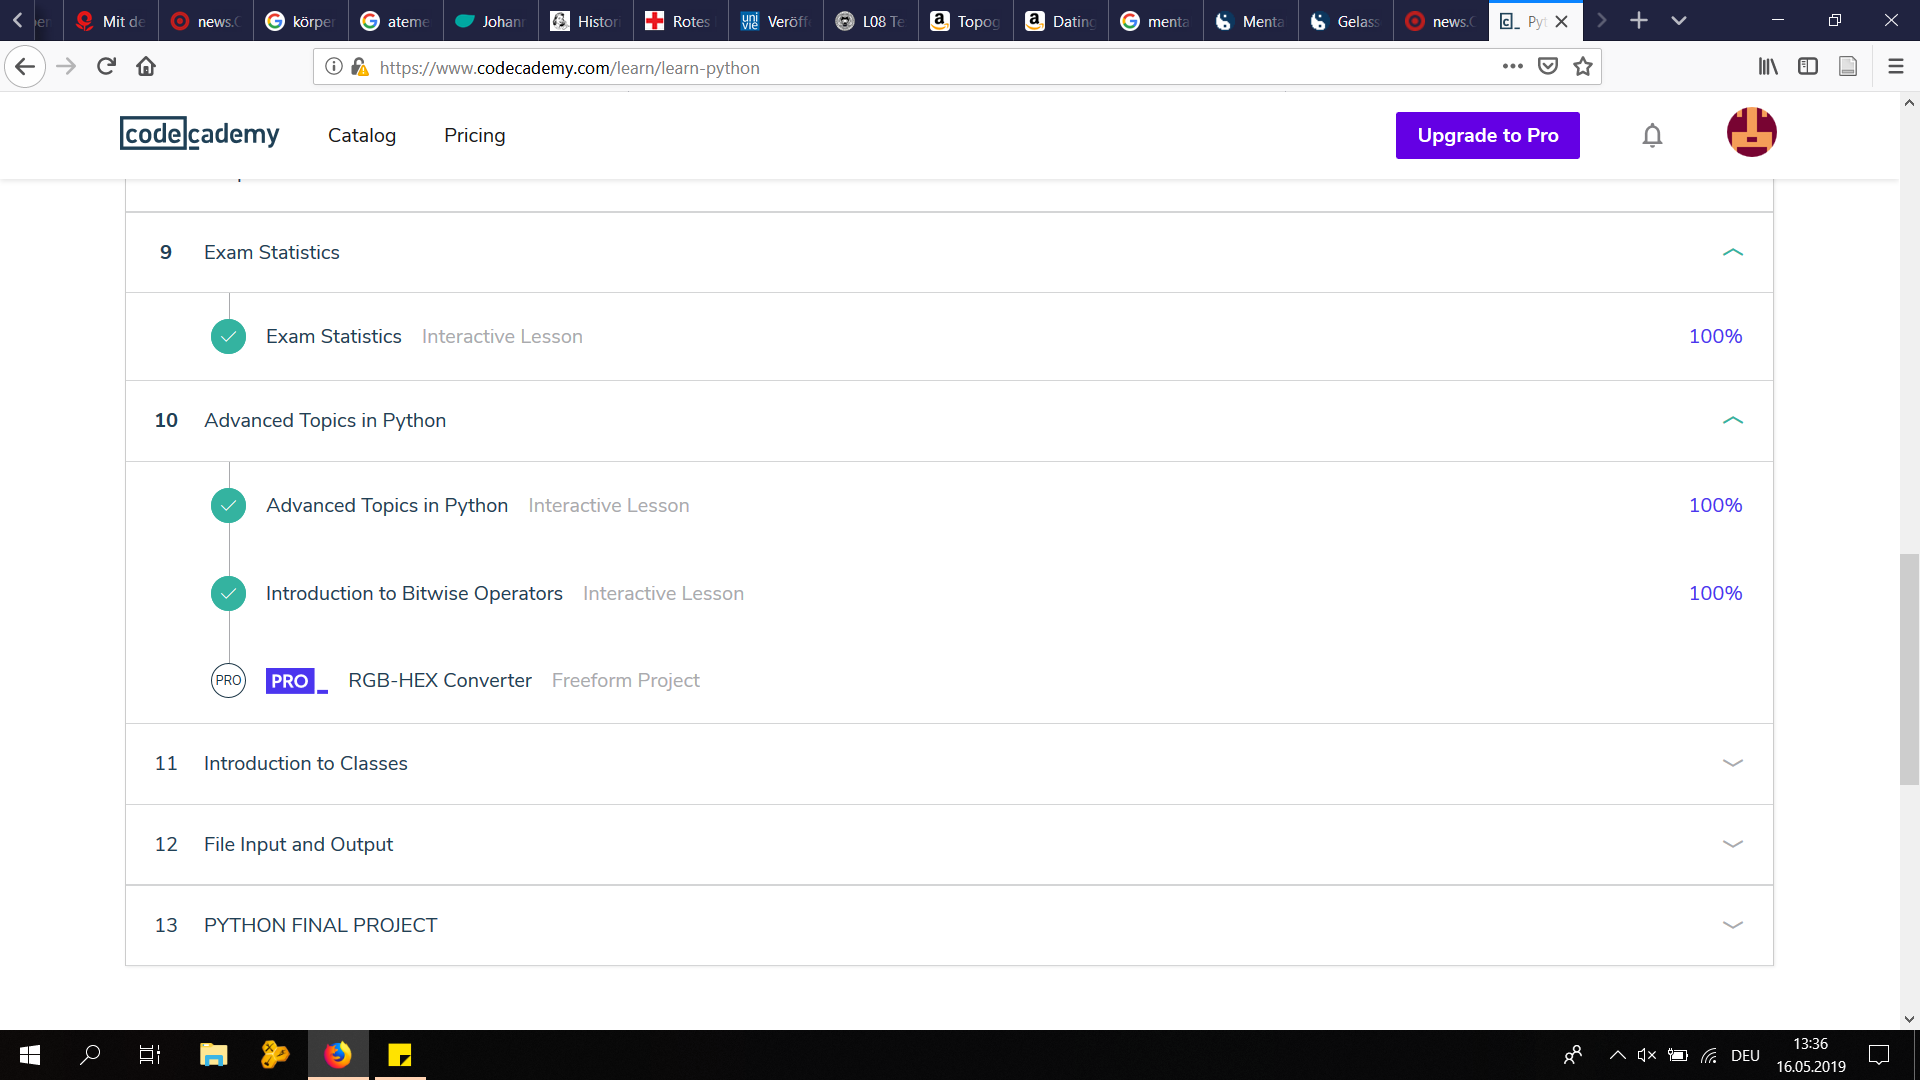 Mit de
news.
körper
ateme
Johann
Histori
Rotes
uni
wien
Veröff
L08 Te
Topog
Dating
menta
Menta
Gelass
news.
Pyt
https://www.codecademy.com/learn/learn-python
codecademy
Catalog
Pricing
Upgrade to Pro
9 Exam Statistics
Exam Statistics Interactive Lesson 100%
10 Advanced Topics in Python
Advanced Topics in Python Interactive Lesson 100%
Introduction to Bitwise Operators Interactive Lesson 100%
PRO PRO_ RGB-HEX Converter Freeform Project
11 Introduction to Classes
12 File Input and Output
13 PYTHON FINAL PROJECT
DEU
13:36
16.05.2019